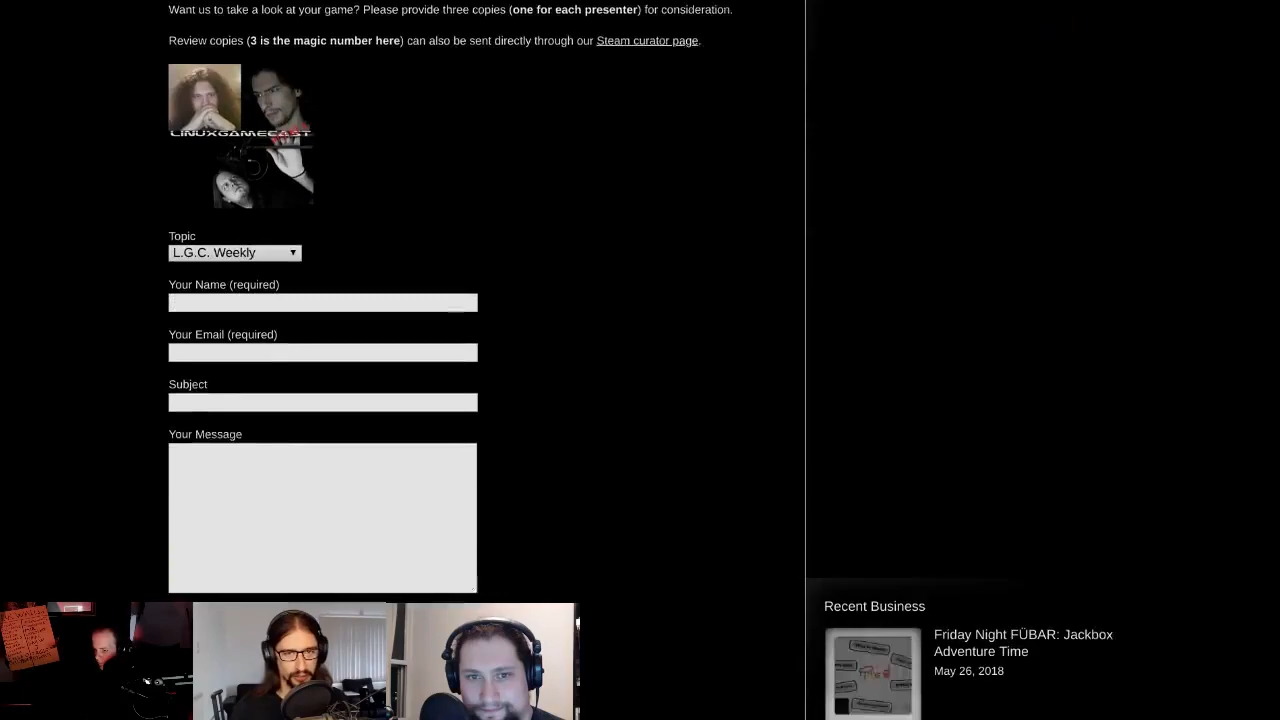 Want us to take a look at your game? Please provide three copies (one for each presenter) for consideration.
Review copies (3 is the magic number here) can also be sent directly through our Steam curator page.
LINUXGAMECAST
Topic
L.G.C. Weekly
Your Name (required)
Your Email (required)
Subject
Your Message
Recent Business
Friday Night FÜBAR: Jackbox
Adventure Time
May 26, 2018